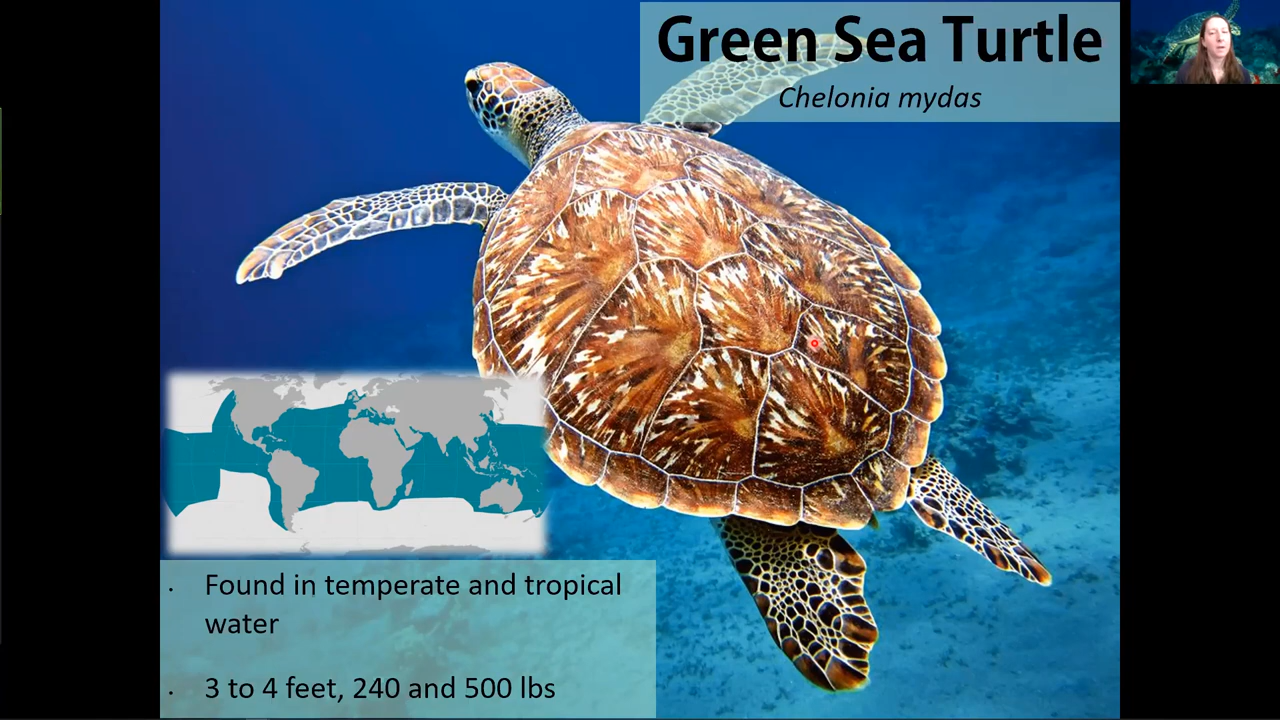 Green Sea Turtle
Chelonia mydas
• Found in temperate and tropical
water
• 3 to 4 feet, 240 and 500 lbs